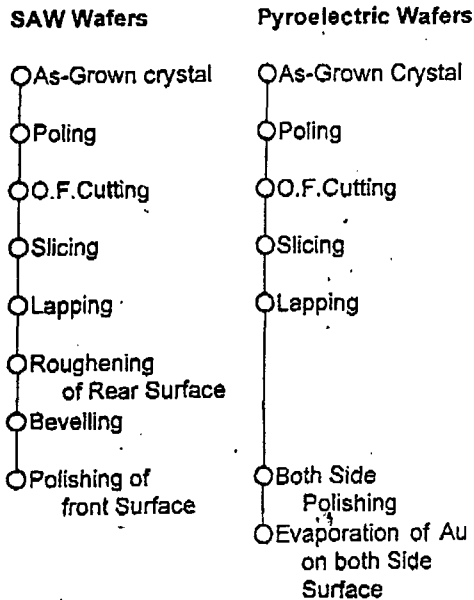 SAW Wafers
As-Grown crystal
Poling
O.F.Cutting
Slicing
Lapping
Roughening
of Rear Surface
Bevelling
Polishing of
front Surface
Pyroelectric Wafers
As-Grown Crystal
Poling
O.F.Cutting
Slicing
Lapping
Both Side
Polishing
Evaporation of Au
on both Side
Surface